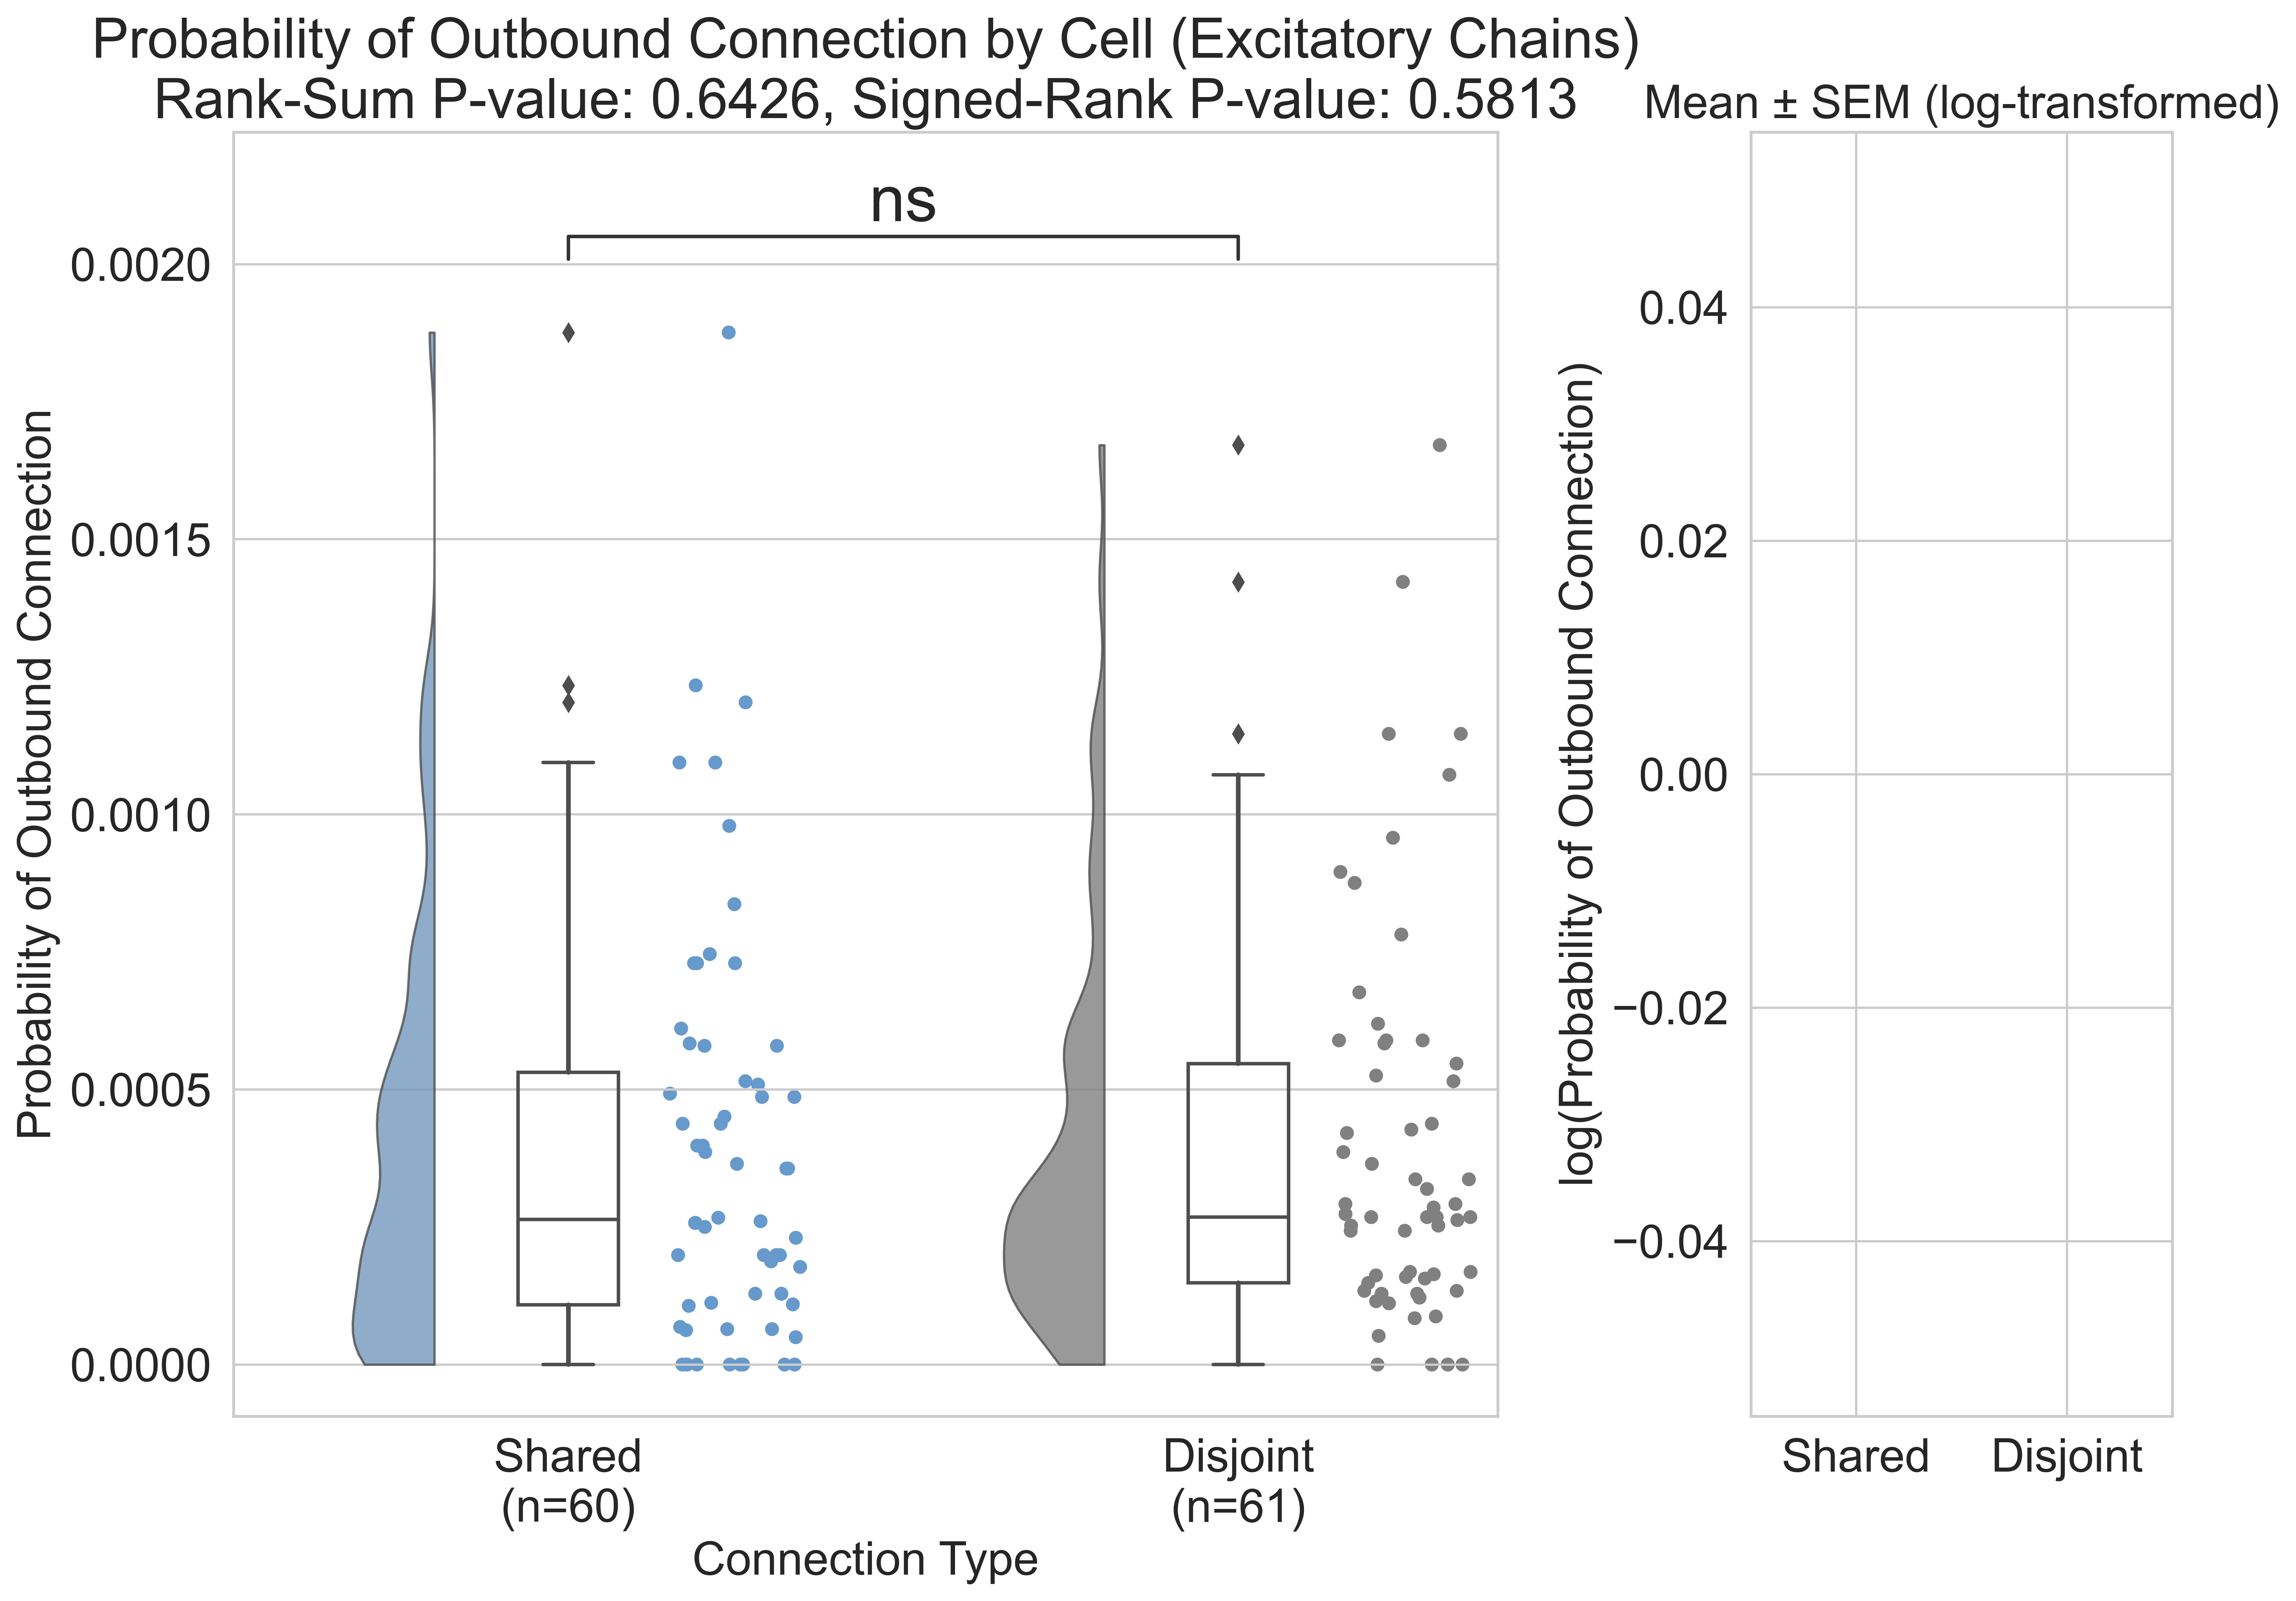 Probability of Outbound Connection by Cell (Excitatory Chains)
Rank-Sum P-value: 0.6426, Signed-Rank P-value: 0.5813
Mean ± SEM (log-transformed)
ns
Probability of Outbound Connection
0.0020
0.0015
0.0010
0.0005
0.0000
Shared
(n=60)
Disjoint
(n=61)
Connection Type
log(Probability of Outbound Connection)
0.04
0.02
0.00
−0.02
−0.04
Shared
Disjoint